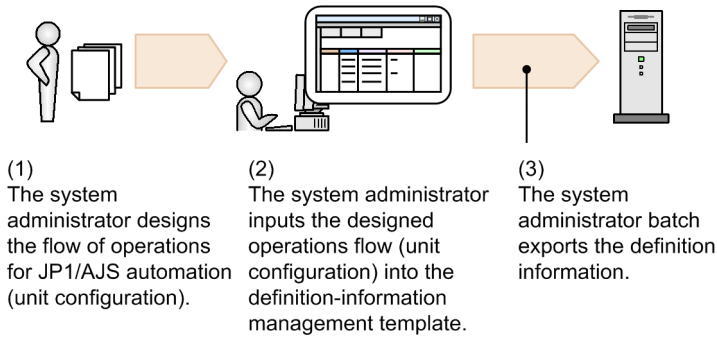 (1)
The system
administrator designs
the flow of operations
for JP1/AJS automation
(unit configuration).
(2)
The system administrator
inputs the designed
operations flow (unit
configuration) into the
definition-information
management template.
(3)
The system
administrator batch
exports the definition
information.